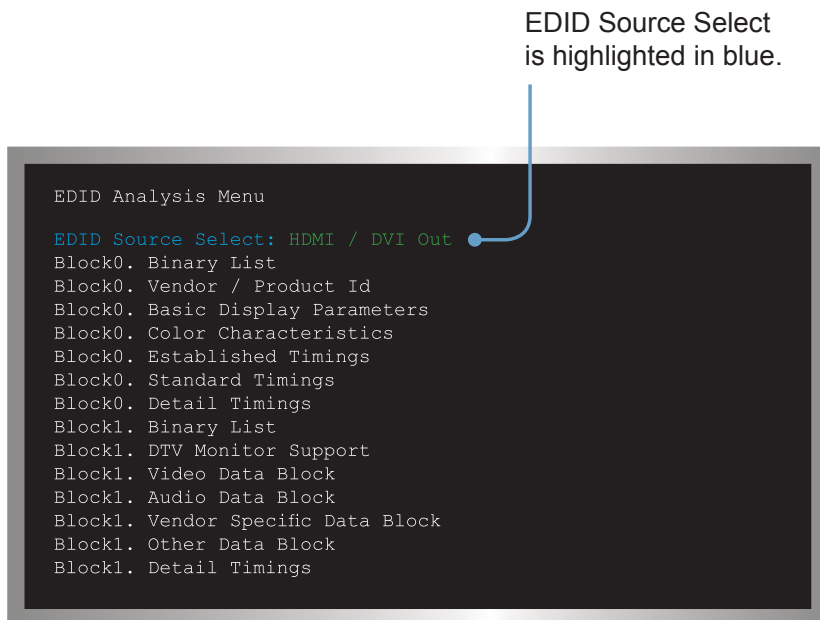 EDID Source Select
is highlighted in blue.
EDID Analysis Menu
EDID Source Select: HDMI / DVI Out
Block0. Binary List
Block0. Vendor / Product Id
Block0. Basic Display Parameters
Block0. Color Characteristics
Block0. Established Timings
Block0. Standard Timings
Block0. Detail Timings
Block1. Binary List
Block1. DTV Monitor Support
Block1. Video Data Block
Block1. Audio Data Block
Block1. Vendor Specific Data Block
Block1. Other Data Block
Block1. Detail Timings